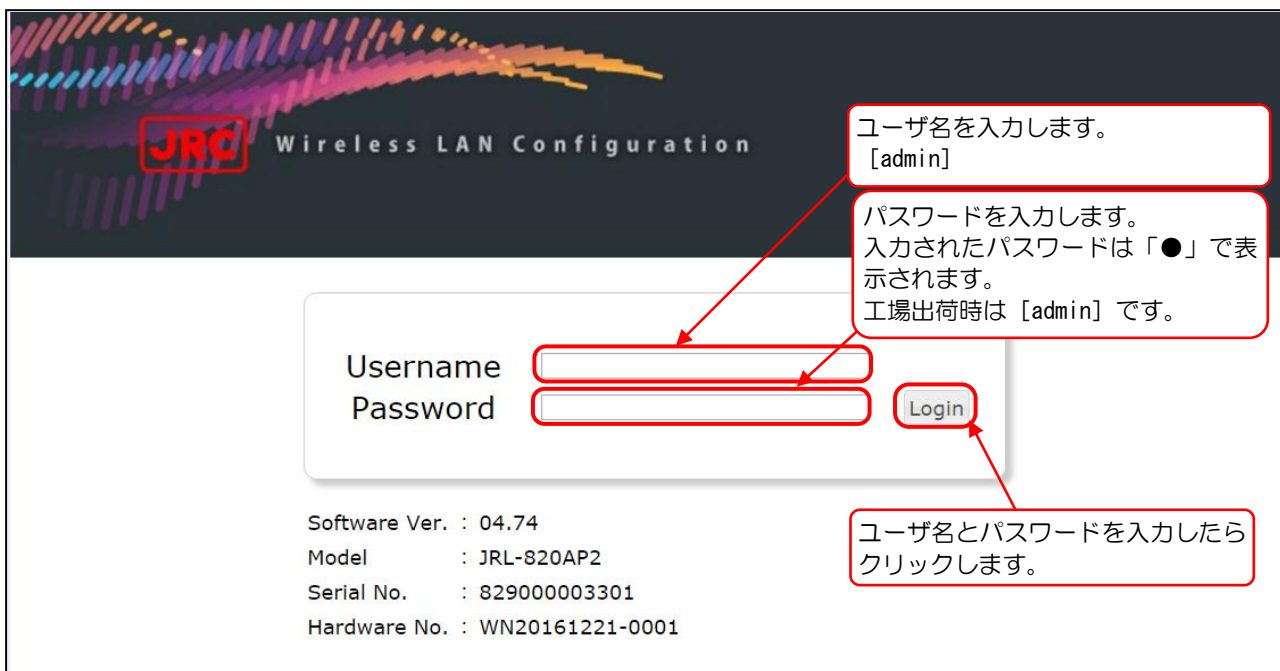 JRC Wireless LAN Configuration
ユーザ名を入力します。
[admin]
パスワードを入力します。
入力されたパスワードは「●」で表
示されます。
工場出荷時は [admin] です。
Username
Password
Login
ユーザ名とパスワードを入力したら
クリックします。
Software Ver. : 04.74
Model : JRL-820AP2
Serial No. : 829000003301
Hardware No. : WN20161221-0001